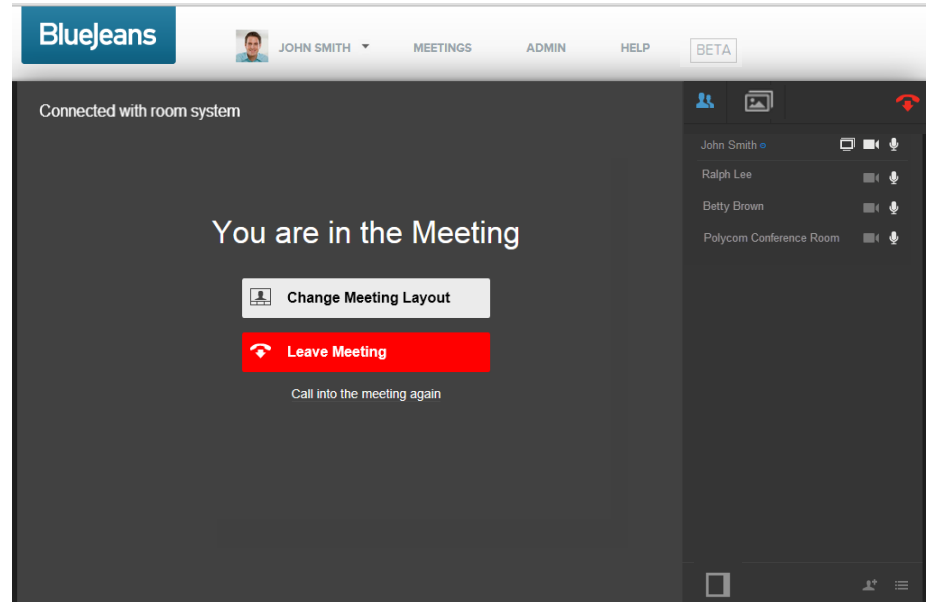 BlueJeans
JOHN SMITH
MEETINGS
ADMIN
HELP
BETA
Connected with room system
You are in the Meeting
Change Meeting Layout
Leave Meeting
Call into the meeting again
John Smith
Ralph Lee
Betty Brown
Polycom Conference Room